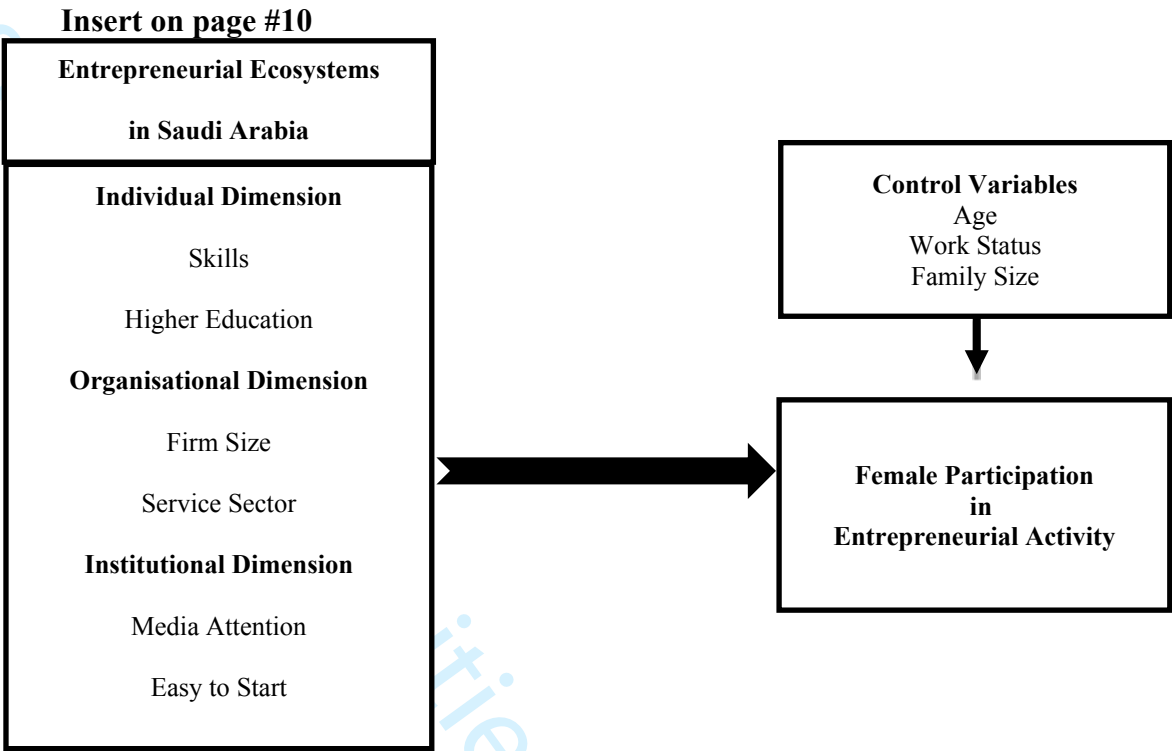 Insert on page #10
Entrepreneurial Ecosystems
in Saudi Arabia
Individual Dimension
Skills
Higher Education
Organisational Dimension
Firm Size
Service Sector
Institutional Dimension
Media Attention
Easy to Start
Control Variables
Age
Work Status
Family Size
Female Participation
in
Entrepreneurial Activity